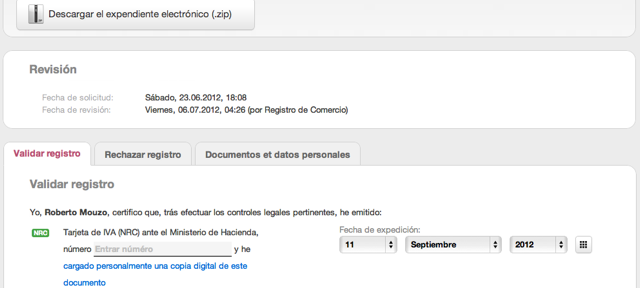 Descargar el expendiente electrónico (.zip)
Revisión
Fecha de solicitud: Sábado, 23.06.2012, 18:08
Fecha de revisión: Viernes, 06.07.2012, 04:26 (por Registro de Comercio)
Validar registro Rechazar registro Documentos et datos personales
Validar registro
Yo, Roberto Mouzo, certifico que, trás efectuar los controles legales pertinentes, he emitido:
NRC Tarjeta de IVA (NRC) ante el Ministerio de Hacienda,
número Entrar número y he
cargado personalmente una copia digital de este
documento
Fecha de expedición:
11 Septiembre 2012